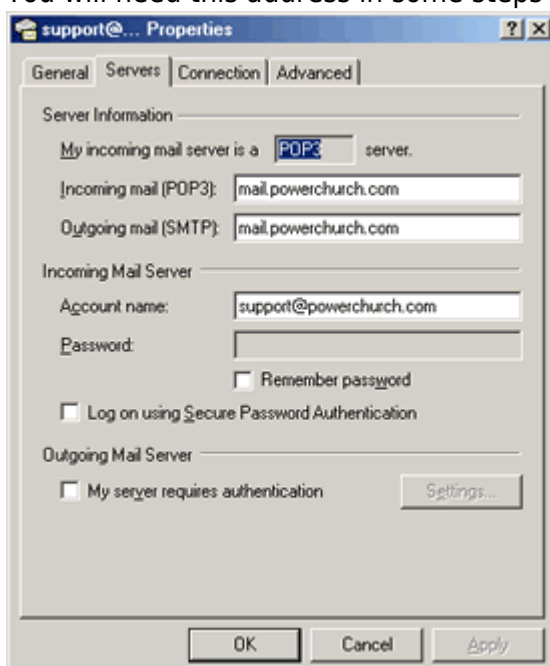 You will need this address in some steps
support@... Properties
General Servers Connection Advanced
Server Information
My incoming mail server is a POP3 server.
Incoming mail (POP3): mail.powerchurch.com
Outgoing mail (SMTP): mail.powerchurch.com
Incoming Mail Server
Account name: support@powerchurch.com
Password:
Remember password
Log on using Secure Password Authentication
Outgoing Mail Server
My server requires authentication Settings...
OK Cancel Apply